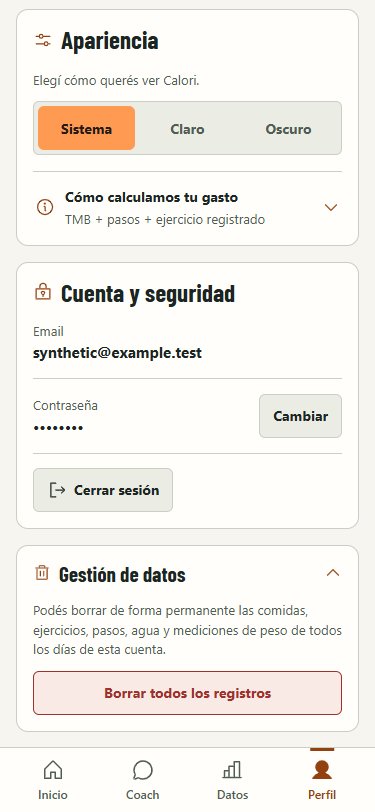 Apariencia
Elegí cómo querés ver Calori.
Sistema Claro Oscuro
Cómo calculamos tu gasto
TMB + pasos + ejercicio registrado
Cuenta y seguridad
Email
synthetic@example.test
Contraseña
••••••••
Cambiar
Cerrar sesión
Gestión de datos
Podés borrar de forma permanente las comidas,
ejercicios, pasos, agua y mediciones de peso de todos
los días de esta cuenta.
Borrar todos los registros
Inicio Coach Datos Perfil